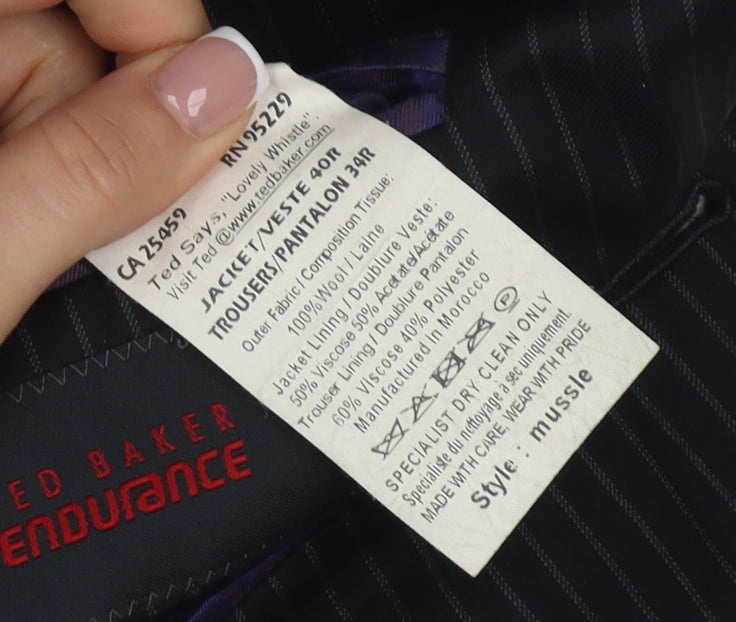 CA 25459 RN 95229
Ted Says, "Lovely Whistle".
Visit Ted @www.tedbaker.com
JACKET/VESTE 40R
TROUSERS/PANTALON 34R
Outer Fabric / Composition Tissue:
100% Wool / Laine
Jacket Lining / Doublure Veste:
50% Viscose 50% Acetate/Acétate
Trouser Lining / Doublure Pantalon
60% Viscose 40% Polyester
Manufactured In Morocco
P
SPECIALIST DRY CLEAN ONLY
Specialiste du nuttoyage à sec uniquement.
MADE WITH CARE, WEAR WITH PRIDE
Style: mussle
ED BAKER
ENDURANCE